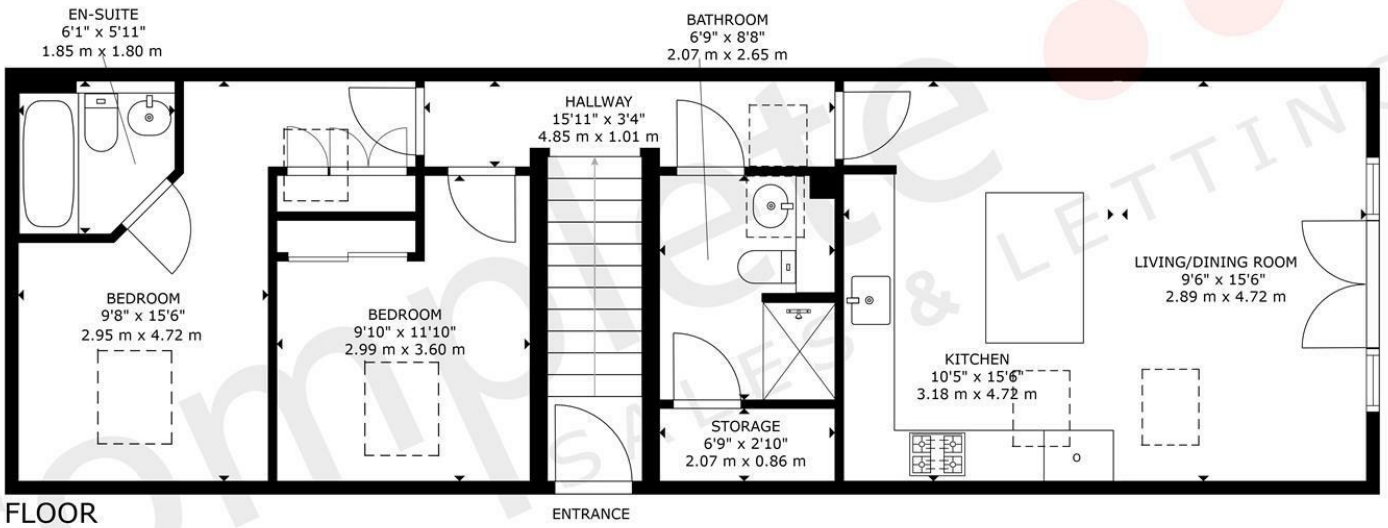 EN-SUITE
6'1" x 5'11"
1.85 m x 1.80 m
BATHROOM
6'9" x 8'8"
2.07 m x 2.65 m
HALLWAY
15'11" x 3'4"
4.85 m x 1.01 m
BEDROOM
9'8" x 15'6"
2.95 m x 4.72 m
BEDROOM
9'10" x 11'10"
2.99 m x 3.60 m
LIVING/DINING ROOM
9'6" x 15'6"
2.89 m x 4.72 m
KITCHEN
10'5" x 15'6"
3.18 m x 4.72 m
STORAGE
6'9" x 2'10"
2.07 m x 0.86 m
FLOOR
ENTRANCE
omplete
SALES & LETTING